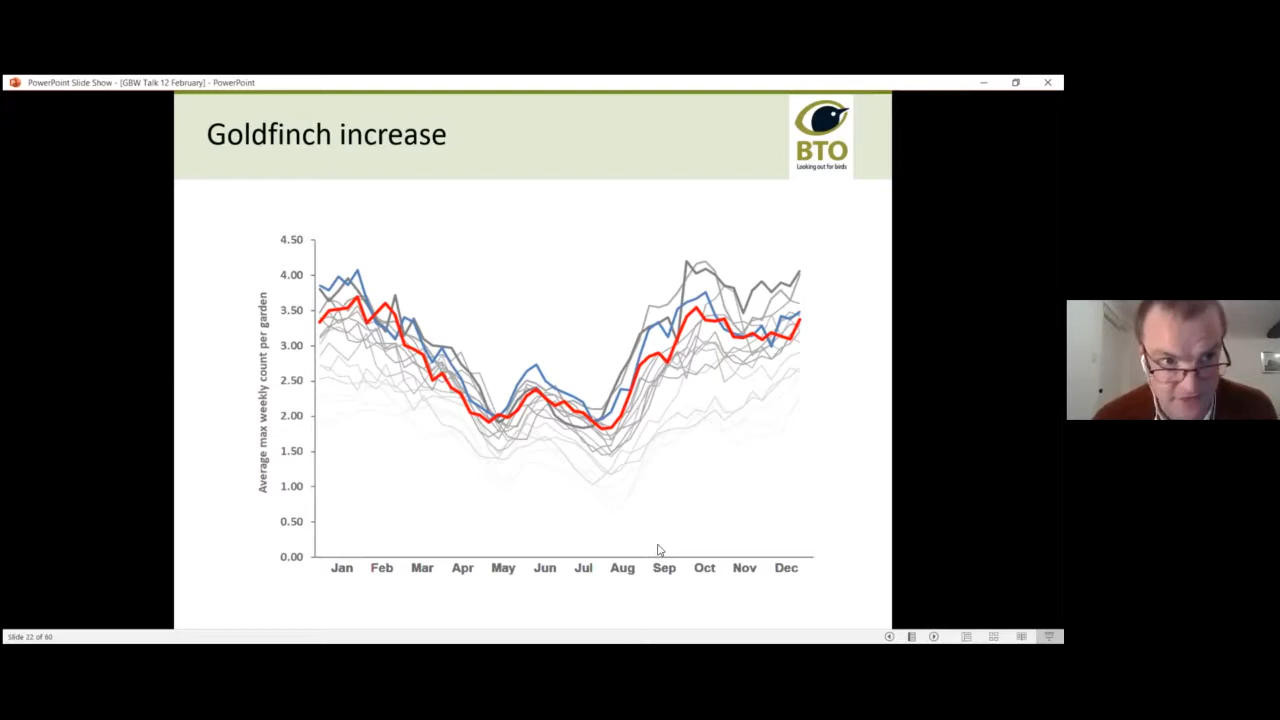 PowerPoint Slide Show - [GBW Talk 12 February] - PowerPoint
Goldfinch increase
BTO
Looking out for birds
Average max weekly count per garden
4.50
4.00
3.50
3.00
2.50
2.00
1.50
1.00
0.50
0.00
Jan Feb Mar Apr May Jun Jul Aug Sep Oct Nov Dec
Slide 22 of 60